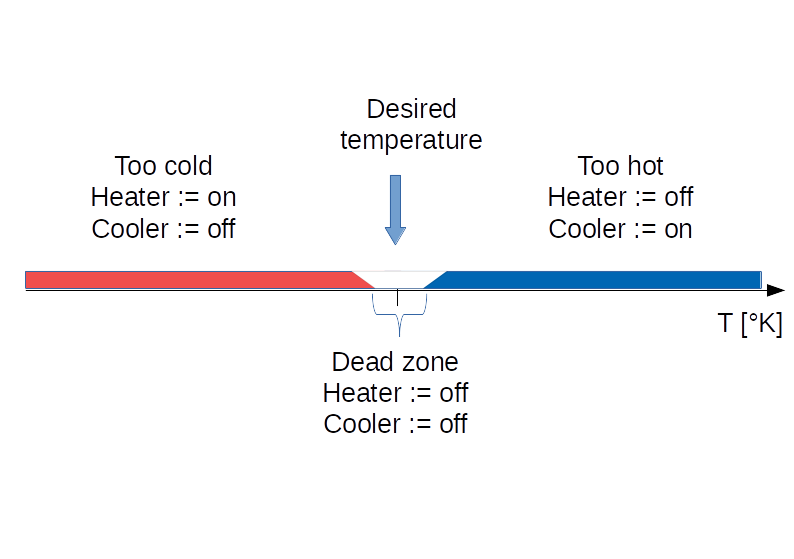 Desired
temperature
Too cold
Heater := on
Cooler := off
Too hot
Heater := off
Cooler := on
T [°K]
Dead zone
Heater := off
Cooler := off